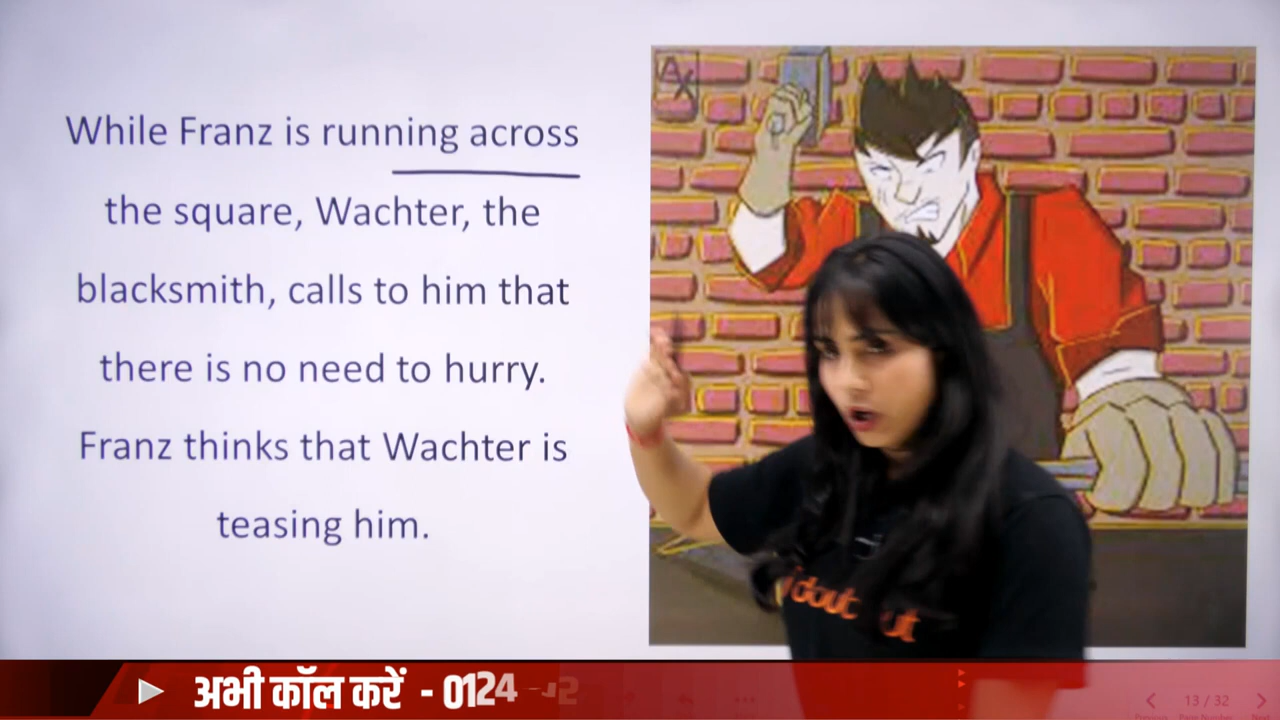 While Franz is running across
the square, Wachter, the
blacksmith, calls to him that
there is no need to hurry.
Franz thinks that Wachter is
teasing him.
AX
अभी कॉल करें - 0124
13 / 32